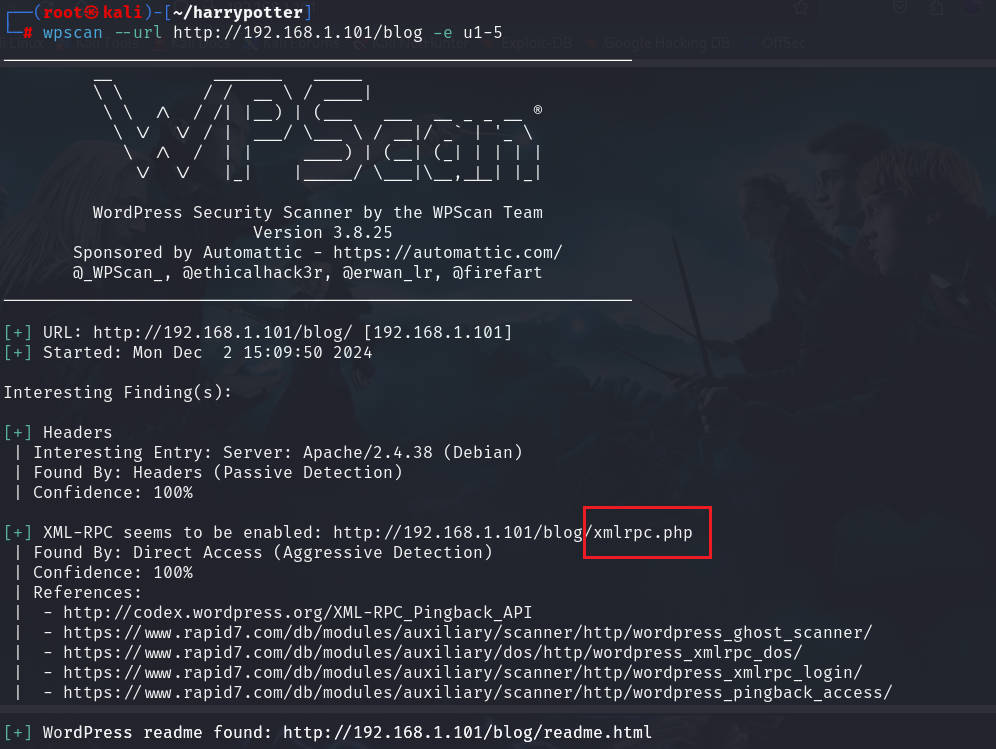 ┌──(root㉿kali)-[~/harrypotter]
└─# wpscan --url http://192.168.1.101/blog -e u1-5
Exploit-DB Google Hacking DB OffSec
WPScan ®
WordPress Security Scanner by the WPScan Team
Version 3.8.25
Sponsored by Automattic - https://automattic.com/
@_WPScan_, @ethicalhack3r, @erwan_lr, @firefart
[+] URL: http://192.168.1.101/blog/ [192.168.1.101]
[+] Started: Mon Dec  2 15:09:50 2024
Interesting Finding(s):
[+] Headers
| Interesting Entry: Server: Apache/2.4.38 (Debian)
| Found By: Headers (Passive Detection)
| Confidence: 100%
[+] XML-RPC seems to be enabled: http://192.168.1.101/blog/xmlrpc.php
| Found By: Direct Access (Aggressive Detection)
| Confidence: 100%
| References:
|  - http://codex.wordpress.org/XML-RPC_Pingback_API
|  - https://www.rapid7.com/db/modules/auxiliary/scanner/http/wordpress_ghost_scanner/
|  - https://www.rapid7.com/db/modules/auxiliary/dos/http/wordpress_xmlrpc_dos/
|  - https://www.rapid7.com/db/modules/auxiliary/scanner/http/wordpress_xmlrpc_login/
|  - https://www.rapid7.com/db/modules/auxiliary/scanner/http/wordpress_pingback_access/
[+] WordPress readme found: http://192.168.1.101/blog/readme.html